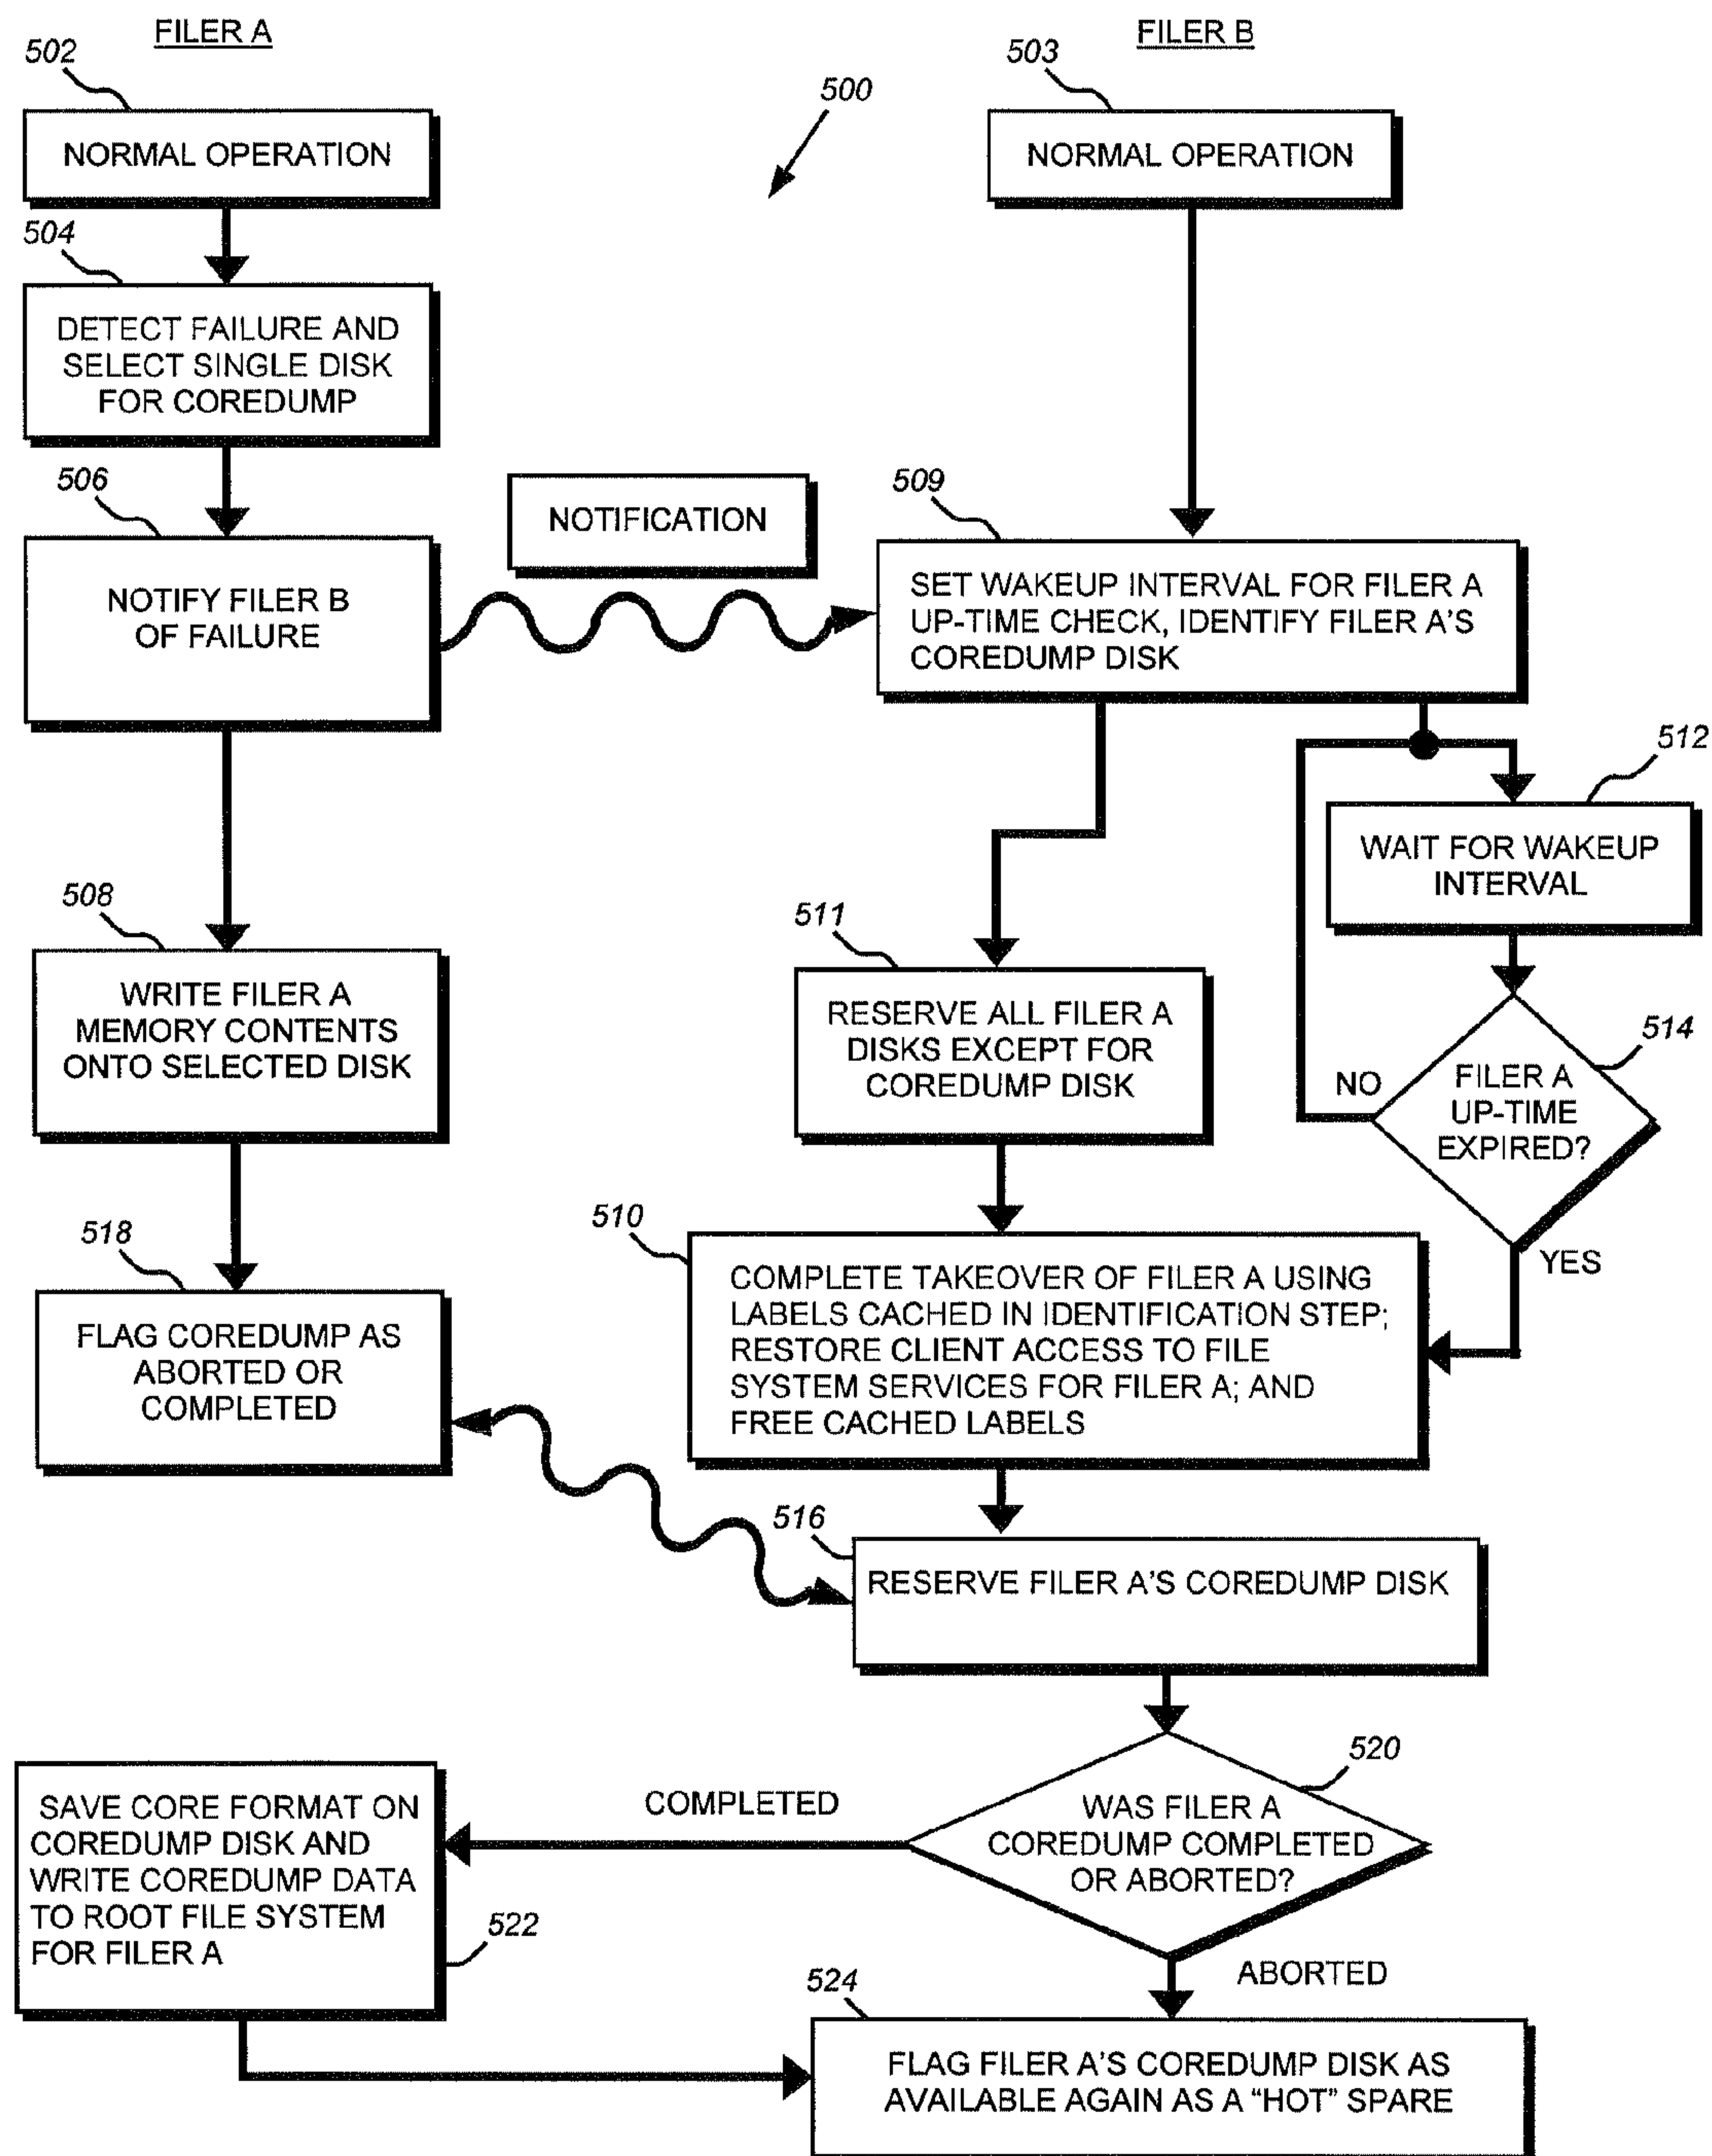 FILER A
FILER B
502
503
500
NORMAL OPERATION
NORMAL OPERATION
504
DETECT FAILURE AND
SELECT SINGLE DISK
FOR COREDUMP
506
NOTIFY FILER B
OF FAILURE
NOTIFICATION
509
SET WAKEUP INTERVAL FOR FILER A
UP-TIME CHECK, IDENTIFY FILER A'S
COREDUMP DISK
512
WAIT FOR WAKEUP
INTERVAL
508
WRITE FILER A
MEMORY CONTENTS
ONTO SELECTED DISK
511
RESERVE ALL FILER A
DISKS EXCEPT FOR
COREDUMP DISK
514
FILER A
UP-TIME
EXPIRED?
NO
YES
518
FLAG COREDUMP AS
ABORTED OR
COMPLETED
510
COMPLETE TAKEOVER OF FILER A USING
LABELS CACHED IN IDENTIFICATION STEP;
RESTORE CLIENT ACCESS TO FILE
SYSTEM SERVICES FOR FILER A; AND
FREE CACHED LABELS
516
RESERVE FILER A'S COREDUMP DISK
520
WAS FILER A
COREDUMP COMPLETED
OR ABORTED?
COMPLETED
SAVE CORE FORMAT ON
COREDUMP DISK AND
WRITE COREDUMP DATA
TO ROOT FILE SYSTEM
FOR FILER A
522
ABORTED
524
FLAG FILER A'S COREDUMP DISK AS
AVAILABLE AGAIN AS A “HOT” SPARE